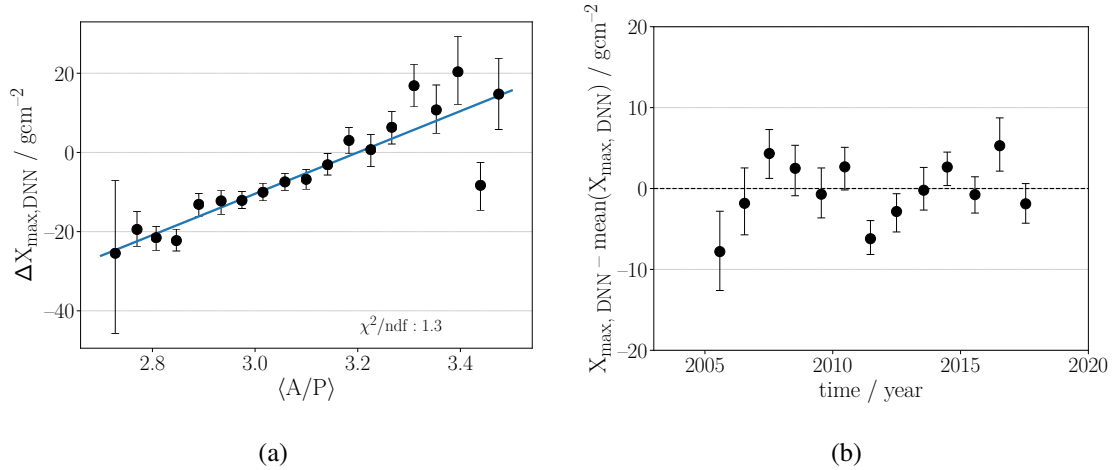 20
0
−20
−40
ΔX_max,DNN / gcm⁻²
χ²/ndf : 1.3
2.8 3.0 3.2 3.4
⟨A/P⟩
(a)
20
10
0
−10
−20
X_max, DNN − mean(X_max, DNN) / gcm⁻²
2005 2010 2015 2020
time / year
(b)